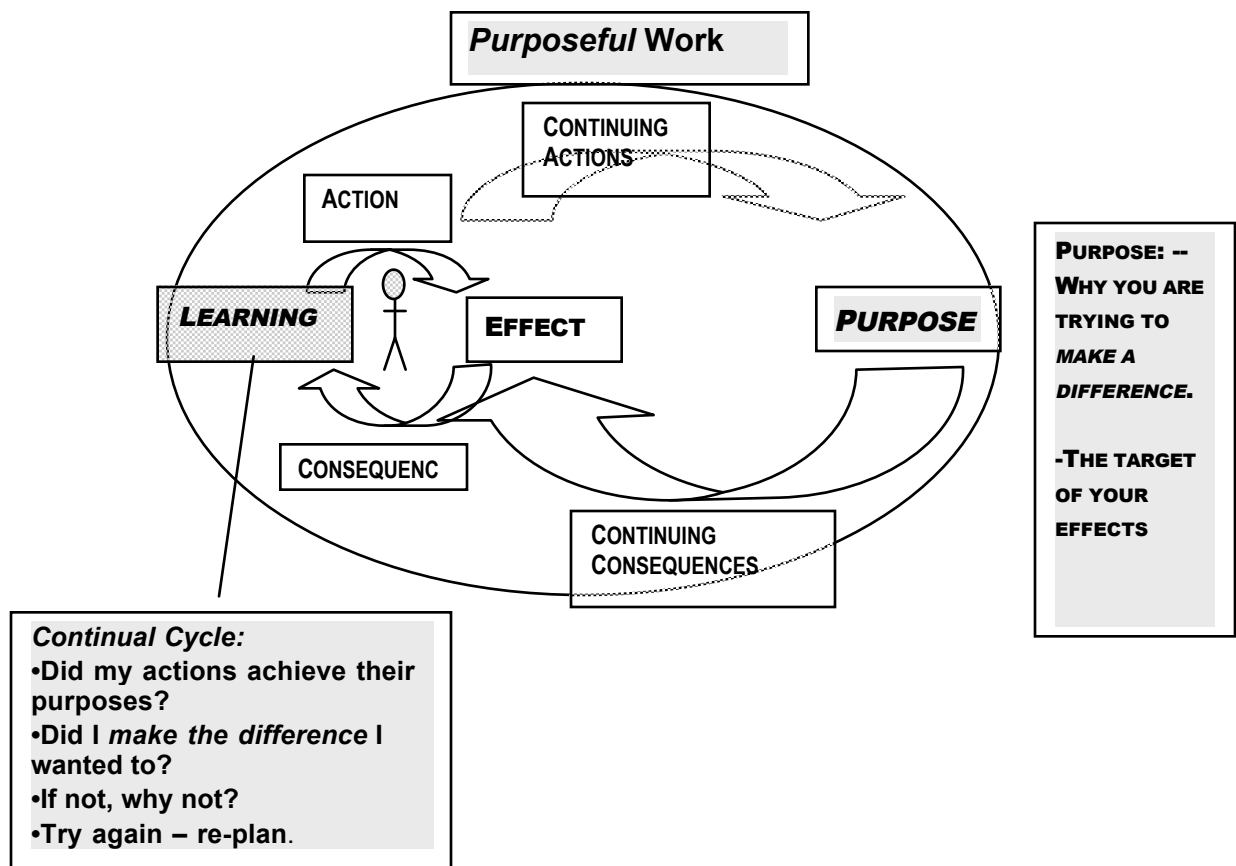 Purposeful Work
CONTINUING
ACTIONS
ACTION
LEARNING
EFFECT
PURPOSE
CONSEQUENC
CONTINUING
CONSEQUENCES
PURPOSE: --
WHY YOU ARE
TRYING TO
MAKE A
DIFFERENCE.
-THE TARGET
OF YOUR
EFFECTS
Continual Cycle:
•Did my actions achieve their
purposes?
•Did I make the difference I
wanted to?
•If not, why not?
•Try again – re-plan.